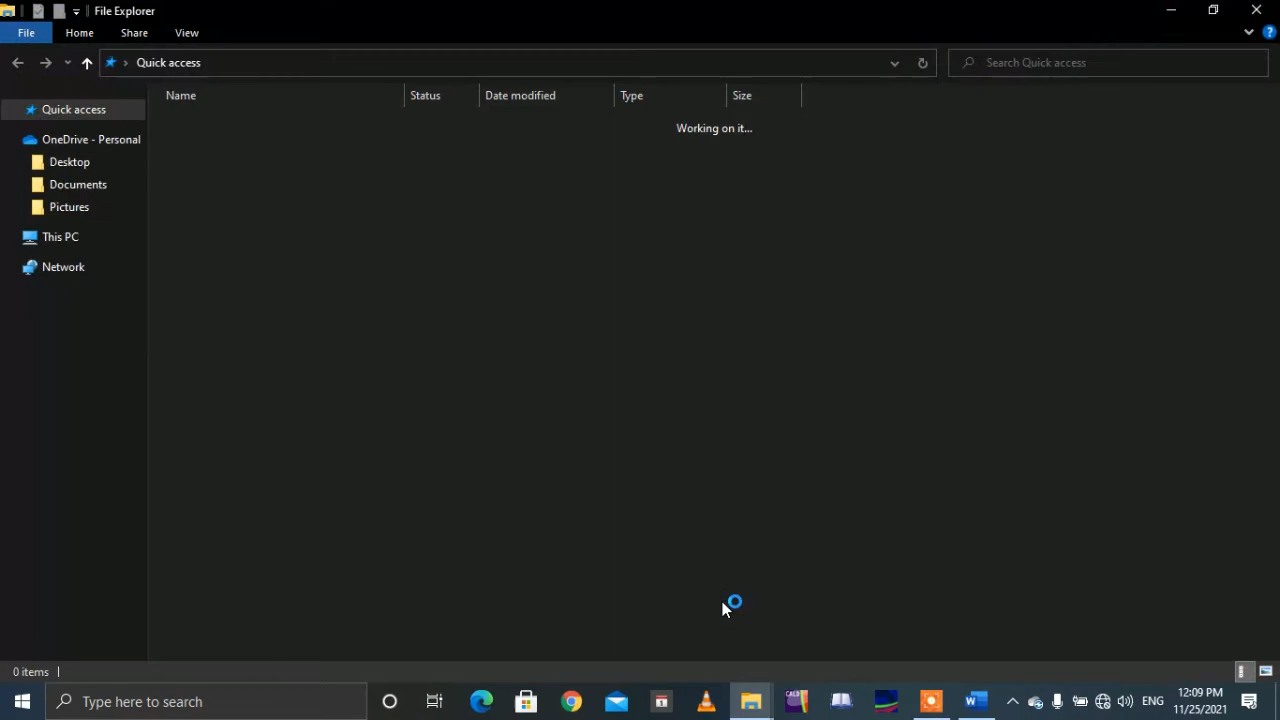 File Explorer
File Home Share View
Quick access
Search Quick access
Name Status Date modified Type Size
Working on it...
Quick access
OneDrive - Personal
Desktop
Documents
Pictures
This PC
Network
0 items
Type here to search
CALD
ENG
12:09 PM
11/25/2021